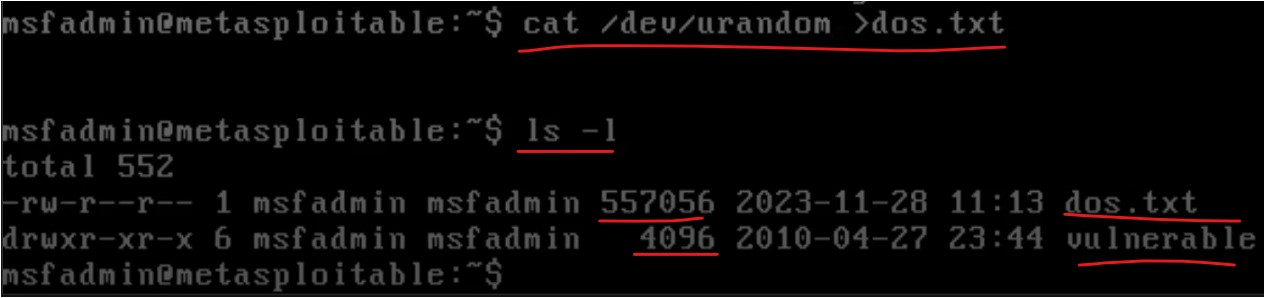 msfadmin@metasploitable:~$ cat /dev/urandom >dos.txt
msfadmin@metasploitable:~$ ls -l
total 552
-rw-r--r-- 1 msfadmin msfadmin 557056 2023-11-28 11:13 dos.txt
drwxr-xr-x 6 msfadmin msfadmin   4096 2010-04-27 23:44 vulnerable
msfadmin@metasploitable:~$